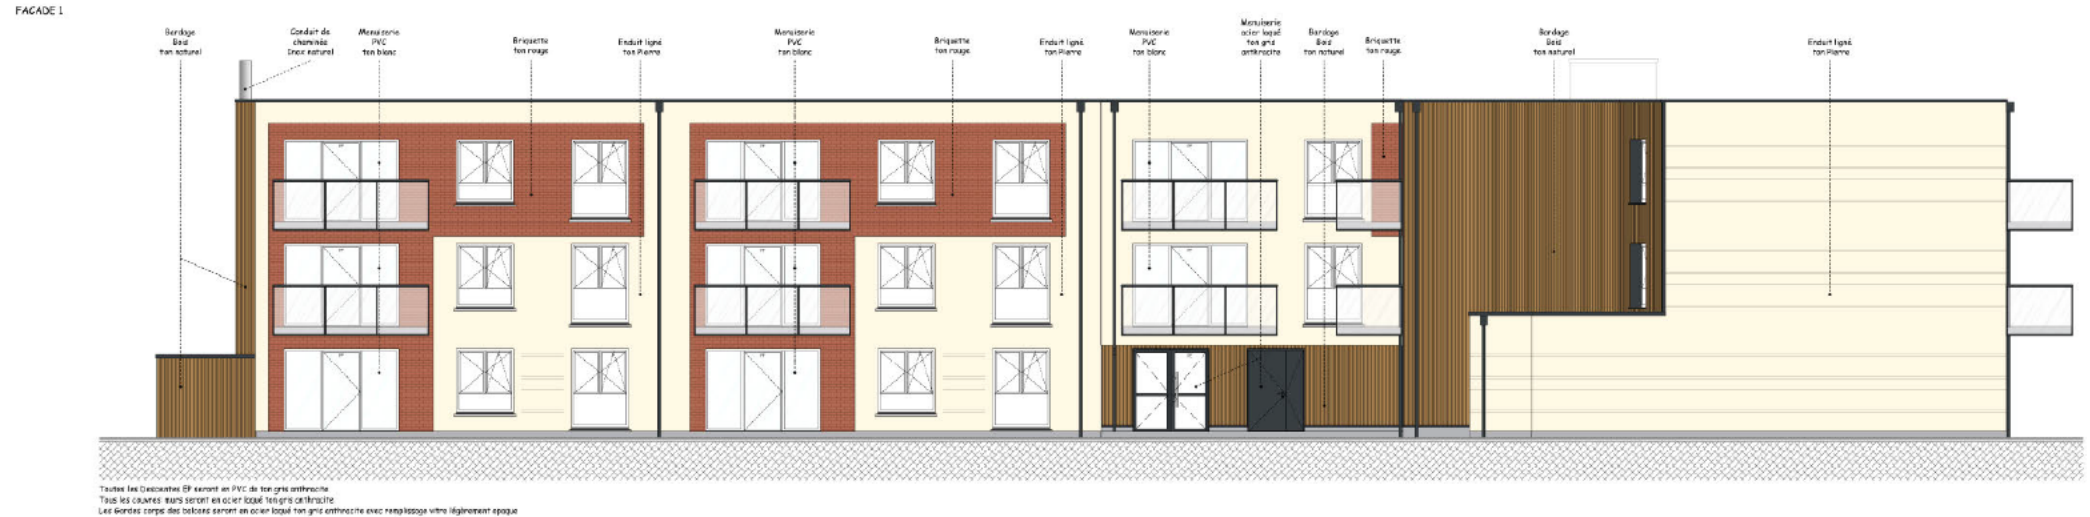 FACADE 1
Bardage
Bois
ton naturel
Conduit de
cheminée
Inox naturel
Menuiserie
PVC
ton blanc
Briquette
ton rouge
Enduit ligné
ton Pierre
Menuiserie
PVC
ton blanc
Briquette
ton rouge
Enduit ligné
ton Pierre
Menuiserie
PVC
ton blanc
Menuiserie
acier laqué
ton gris
anthracite
Bardage
Bois
ton naturel
Briquette
ton rouge
Bardage
Bois
ton naturel
Enduit ligné
ton Pierre
Toutes les Descentes EP seront en PVC de ton gris anthracite
Tous les couvres murs seront en acier laqué ton gris anthracite
Les Gardes corps des balcons seront en acier laqué ton gris anthracite avec remplissage vitre légèrement opaque